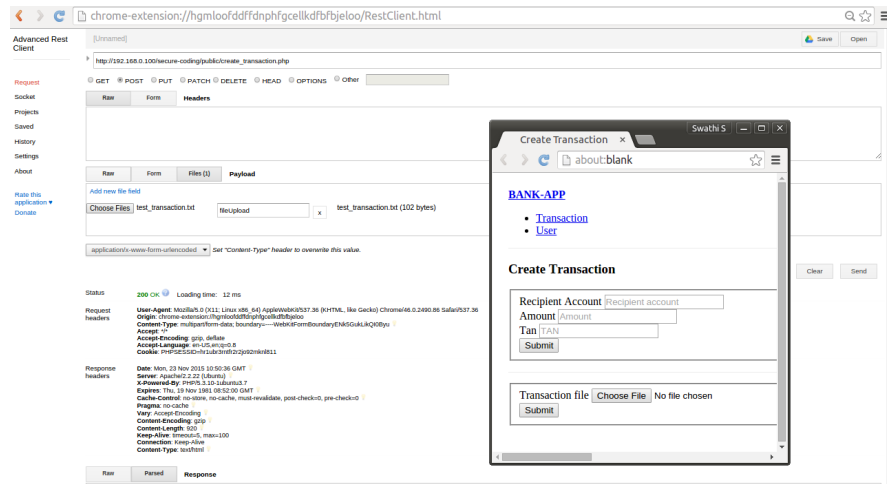 chrome-extension://hgmloofddffdnphfgcellkdfbfbjeloo/RestClient.html
Advanced Rest Client
[Unnamed]
Save
Open
http://192.168.0.100/secure-coding/public/create_transaction.php
GET POST PUT PATCH DELETE HEAD OPTIONS Other
Request
Socket
Projects
Saved
History
Settings
About
Rate this application ♥
Donate
Raw Form Headers
Raw Form Files (1) Payload
Add new file field
Choose Files test_transaction.txt fileUpload x test_transaction.txt (102 bytes)
application/x-www-form-urlencoded Set "Content-Type" header to overwrite this value.
Clear
Send
Status 200 OK Loading time: 12 ms
Request headers
User-Agent: Mozilla/5.0 (X11; Linux x86_64) AppleWebKit/537.36 (KHTML, like Gecko) Chrome/46.0.2490.86 Safari/537.36
Origin: chrome-extension://hgmloofddffdnphfgcellkdfbfbjeloo
Content-Type: multipart/form-data;
Accept: */*
Accept-Encoding: gzip, deflate
Accept-Language: en-US,en;q=0.8
Cookie:
Response headers
Date: Mon, 23 Nov 2015 10:50:36 GMT
Server: Apache/2.2.22 (Ubuntu)
X-Powered-By: PHP/5.3.10-1ubuntu3.7
Expires: Thu, 19 Nov 1981 08:52:00 GMT
Cache-Control: no-store, no-cache, must-revalidate, post-check=0, pre-check=0
Pragma: no-cache
Vary: Accept-Encoding
Content-Encoding: gzip
Content-Length: 920
Keep-Alive: timeout=5, max=100
Connection: Keep-Alive
Content-Type: text/html
Raw Parsed Response
Swathi S
Create Transaction
about:blank
BANK-APP
Transaction
User
Create Transaction
Recipient Account Recipient account
Amount Amount
Tan TAN
Submit
Transaction file Choose File No file chosen
Submit